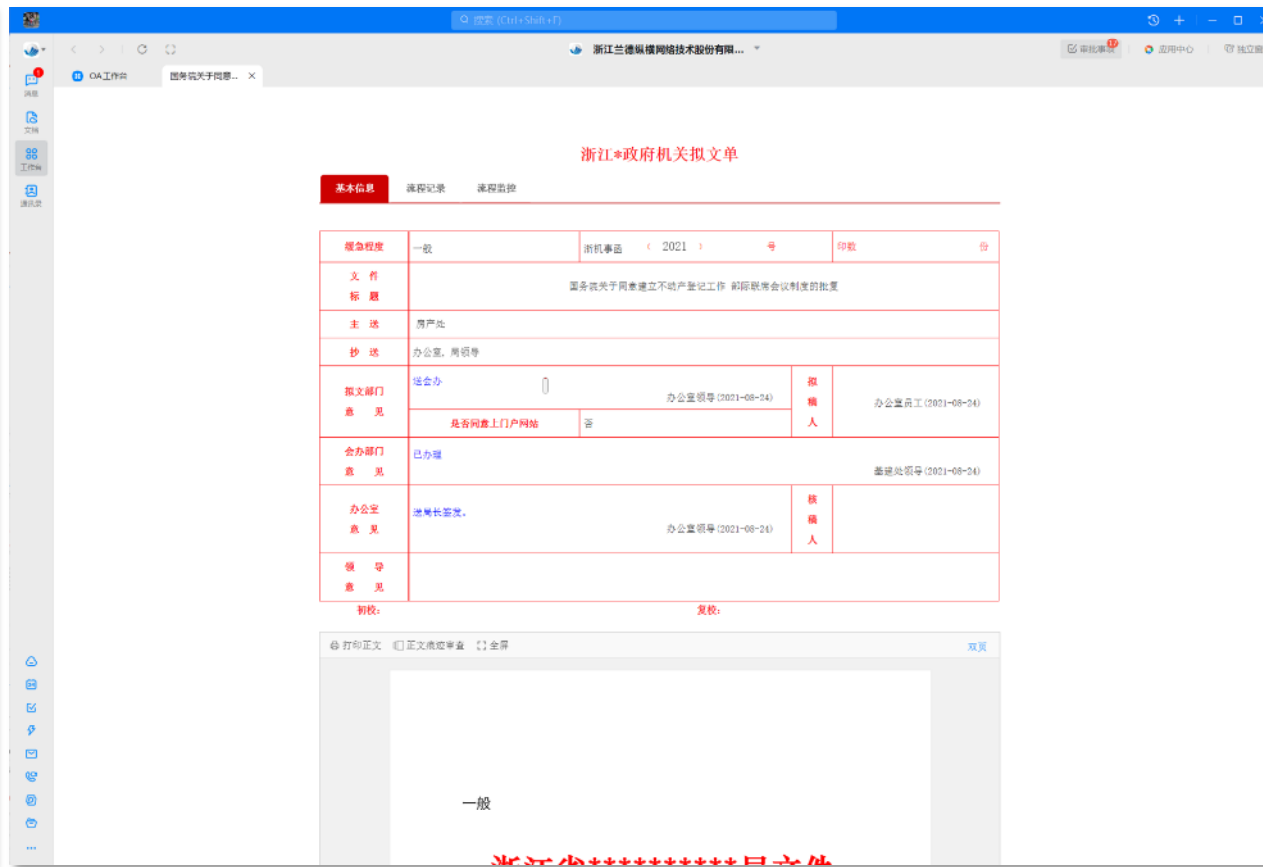 搜索 (Ctrl+Shift+F)
浙江兰德纵横网络技术股份有限...
审批事项
12
应用中心
独立窗
OA工作台
国务院关于同意...
1
消息
文档
工作台
通讯录
浙江*政府机关拟文单
基本信息 流程记录 流程监控
缓急程度 一般 浙机事函 （ 2021 ） 号 印数 份
文 件
标 题
国务院关于同意建立不动产登记工作 部际联席会议制度的批复
主 送 房产处
抄 送 办公室, 局领导
拟文部门
意 见
送会办
办公室领导(2021-08-24)
是否同意上门户网站 否
拟
稿
人
办公室员工(2021-08-24)
会办部门
意 见
已办理
基建处领导(2021-08-24)
办公室
意 见
送局长签发。
办公室领导(2021-08-24)
核
稿
人
领 导
意 见
初校: 复校:
打印正文 正文痕迹审查 全屏 双页
一般
浙江省**********局文件